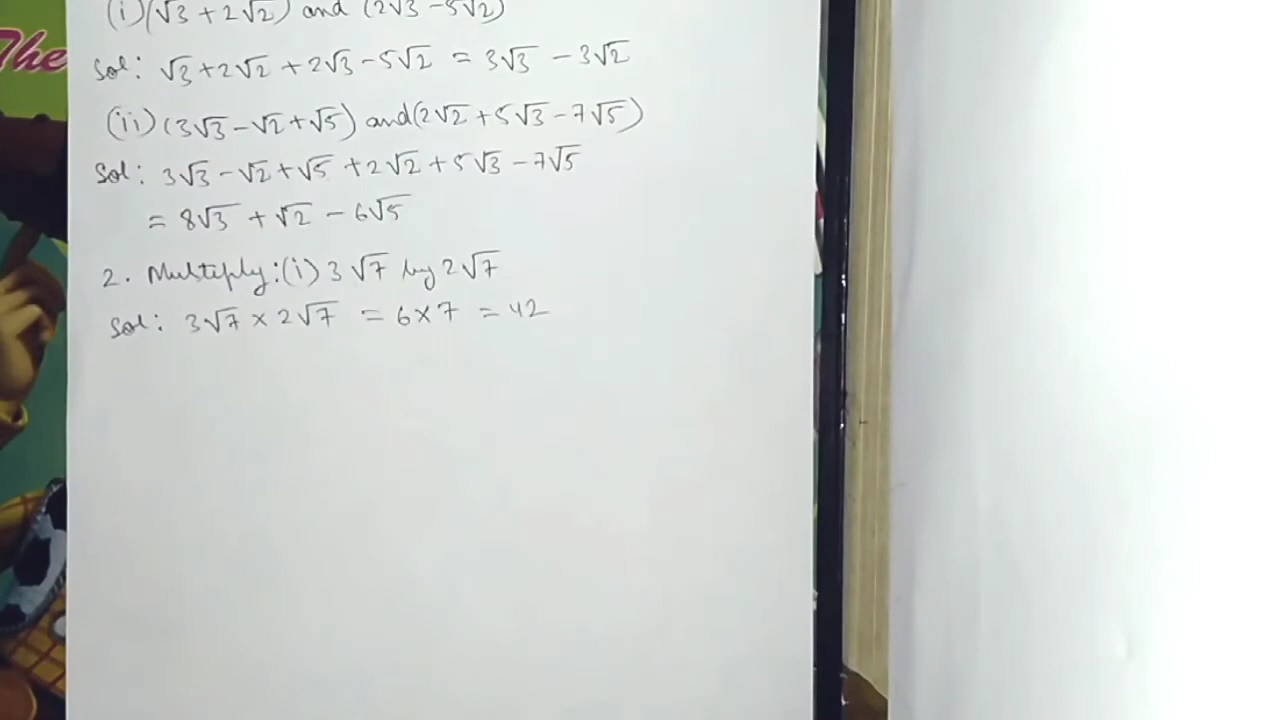 The
(i) (√3 + 2√2) and (2√3 - 5√2)
Sol: √3 + 2√2 + 2√3 - 5√2 = 3√3 - 3√2
(ii) (3√3 - √2 + √5) and (2√2 + 5√3 - 7√5)
Sol: 3√3 - √2 + √5 + 2√2 + 5√3 - 7√5
= 8√3 + √2 - 6√5
2. Multiply: (i) 3√7 by 2√7
Sol: 3√7 × 2√7 = 6×7 = 42